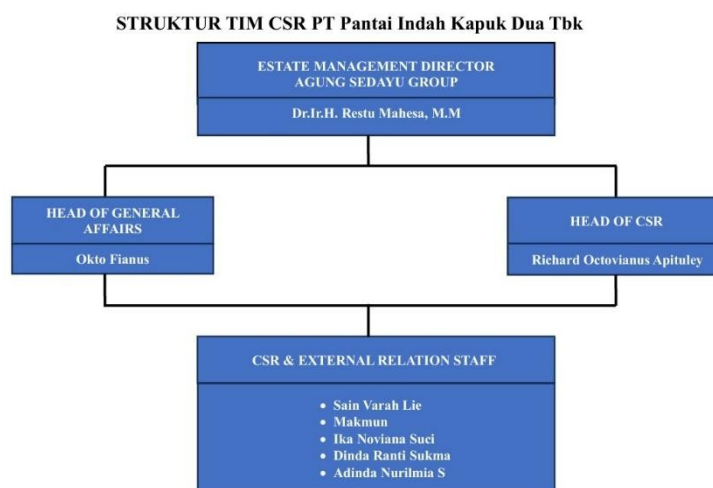 STRUKTUR TIM CSR PT Pantai Indah Kapuk Dua Tbk
ESTATE MANAGEMENT DIRECTOR
AGUNG SEDAYU GROUP
Dr.Ir.H. Restu Mahesa, M.M
HEAD OF GENERAL
AFFAIRS
Okto Fianus
HEAD OF CSR
Richard Octovianus Apituley
CSR & EXTERNAL RELATION STAFF
• Sain Varah Lie
• Makmun
• Ika Noviana Suci
• Dinda Ranti Sukma
• Adinda Nurilmia S